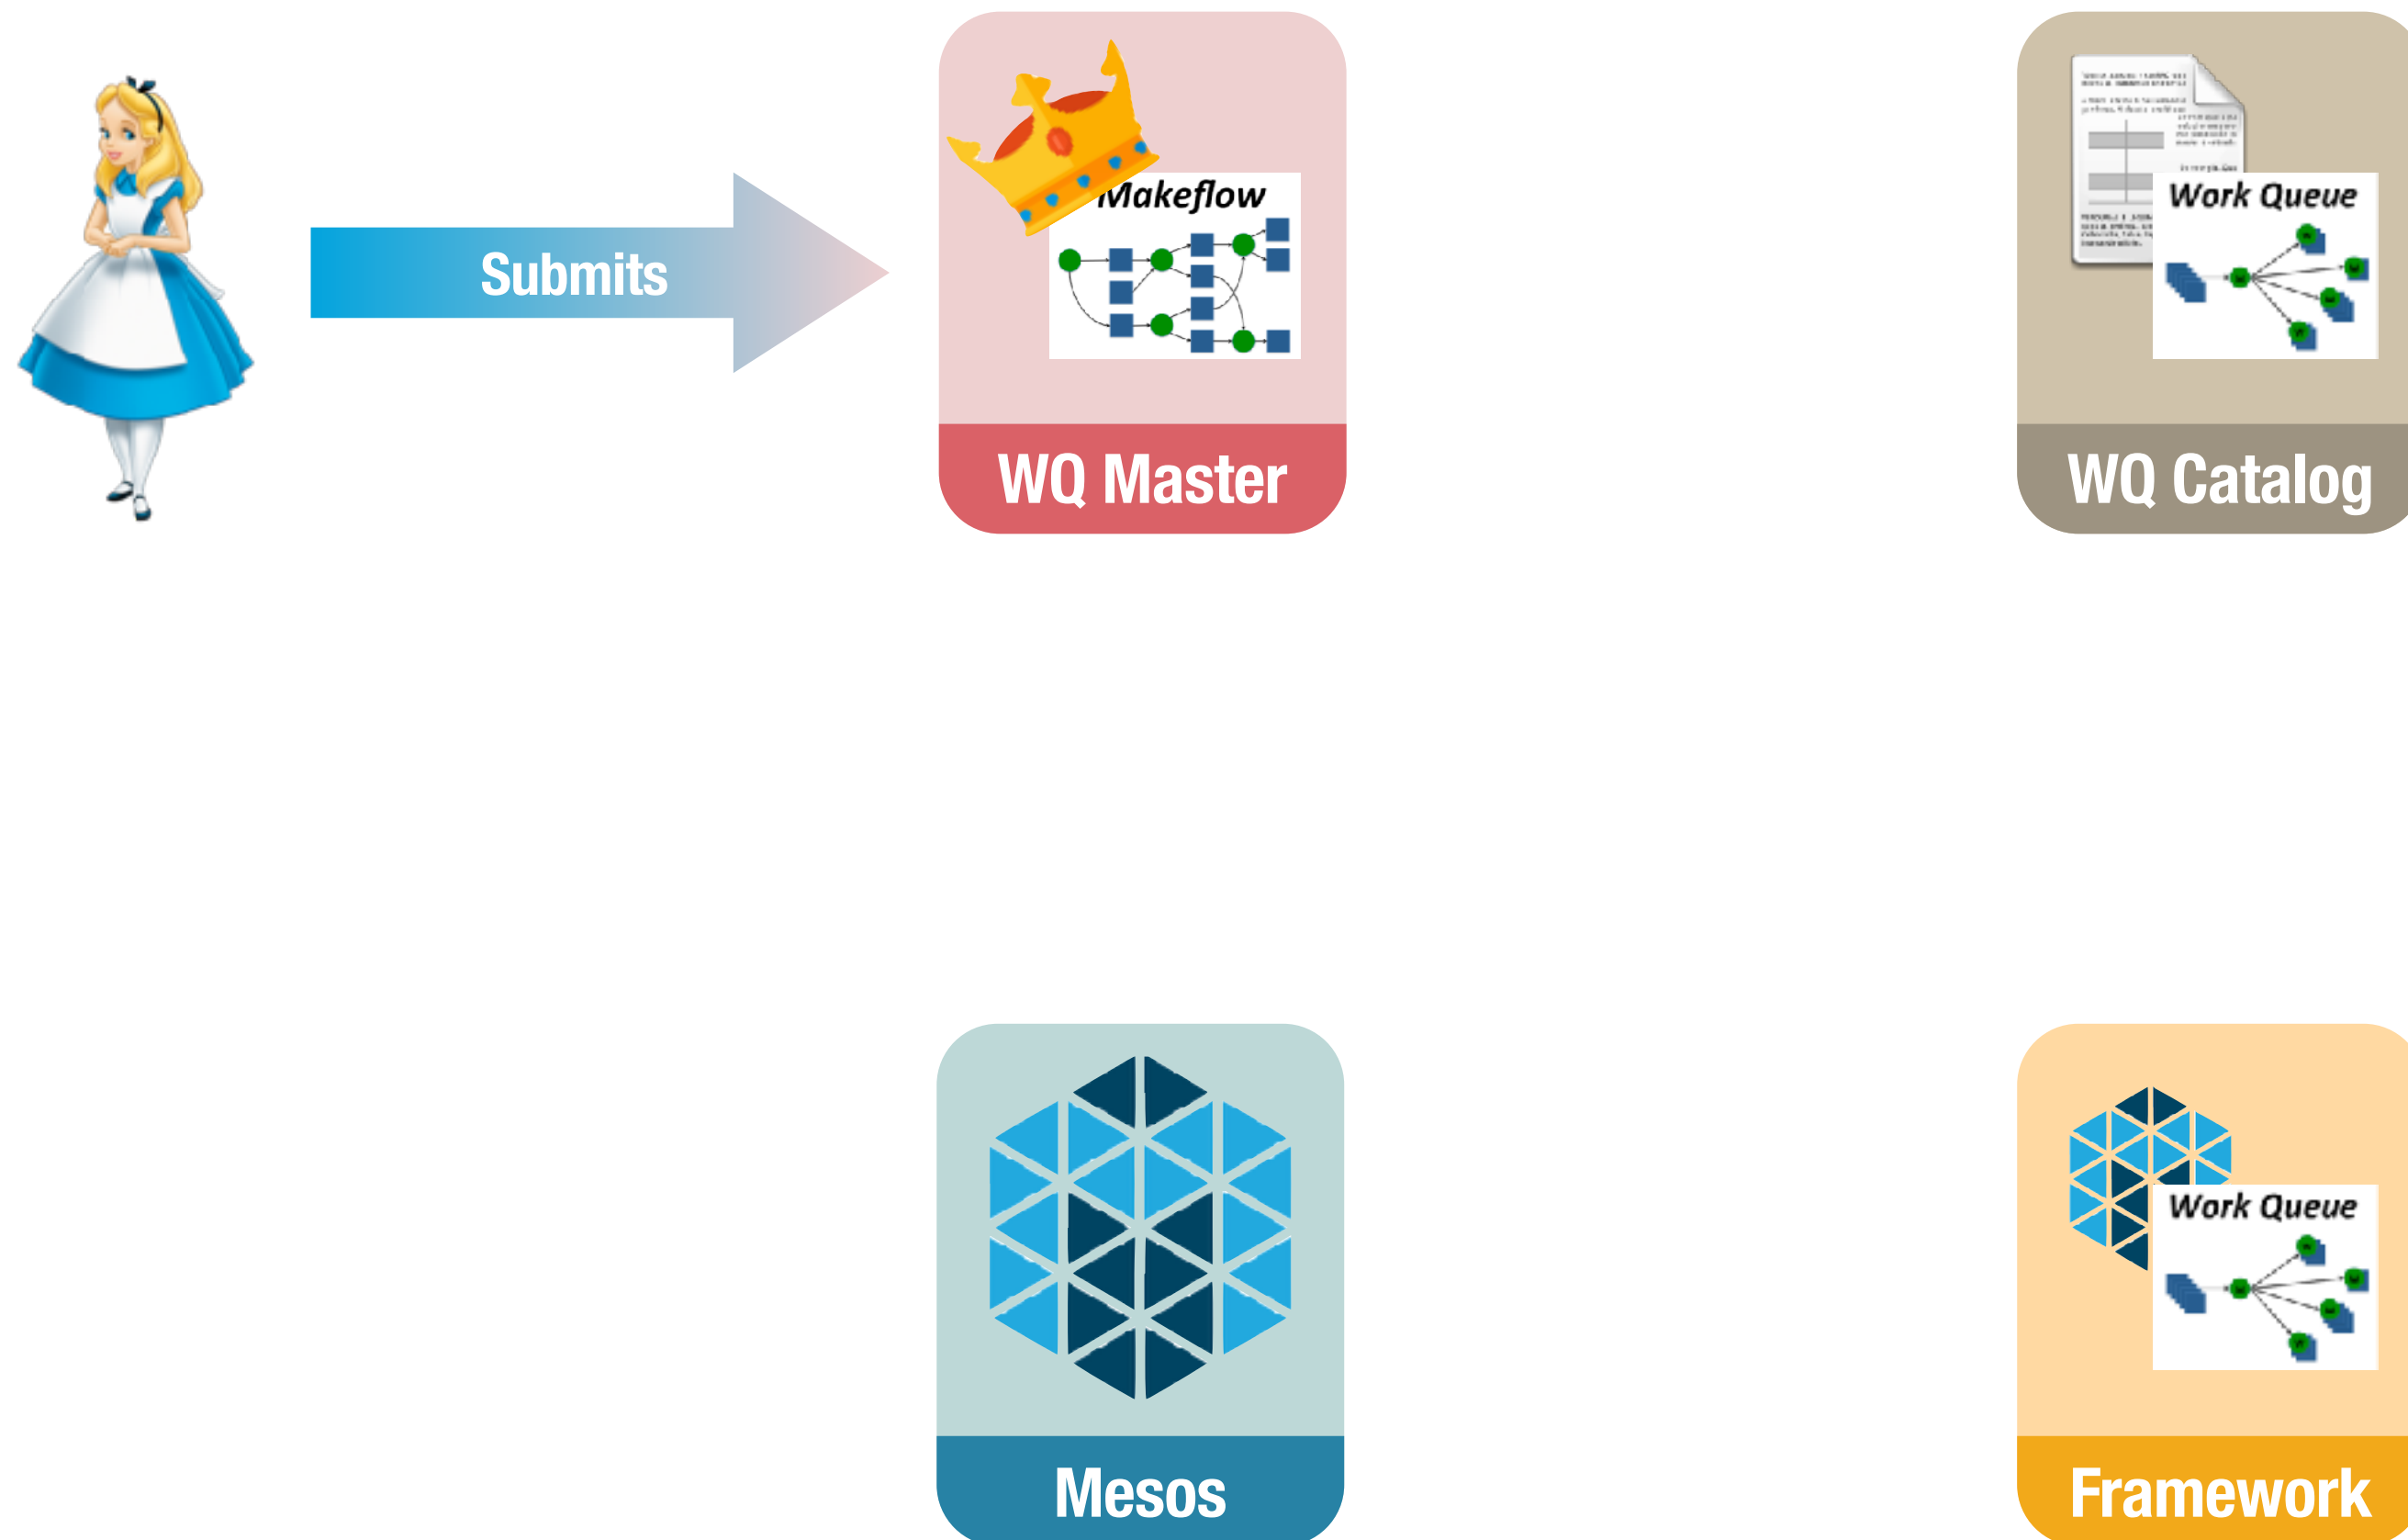 Submits
Makeflow
WQ Master
Work Queue
WQ Catalog
Mesos
Work Queue
Framework